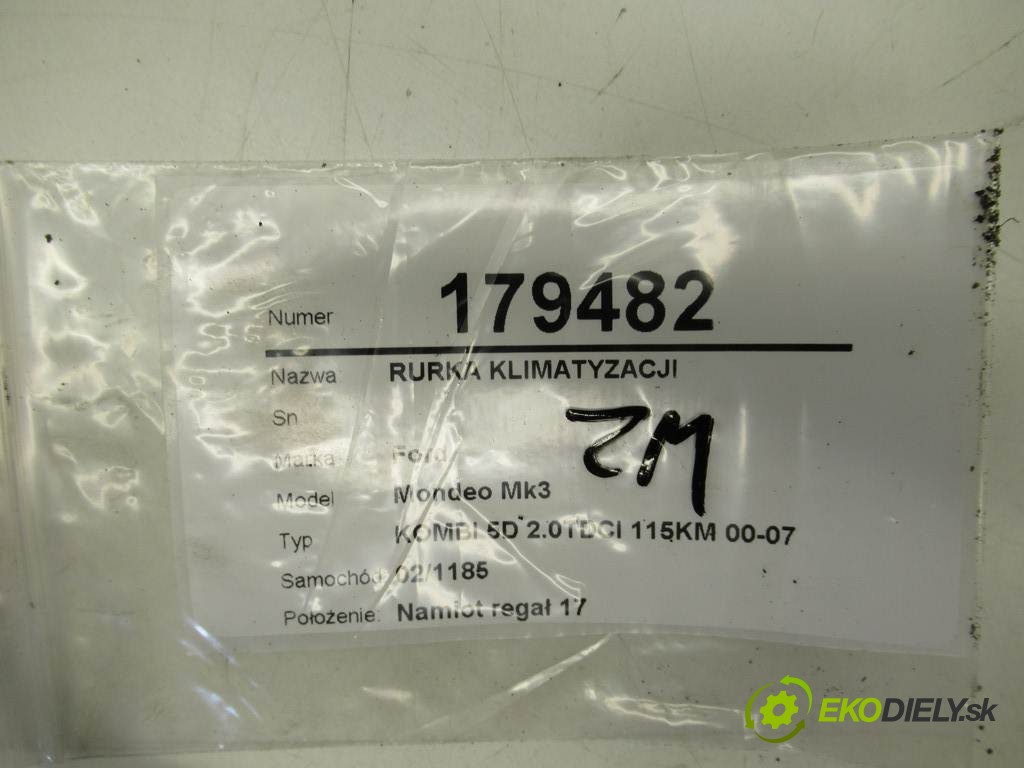 Numer 179482
Nazwa: RURKA KLIMATYZACJI
Sn
ZM
Marka Ford
Model Mondeo Mk3
Typ KOMBI 5D 2.0TDCI 115KM 00-07
Samochód: 02/1185
Położenie: Namiot regał 17
EKODIELY.sk